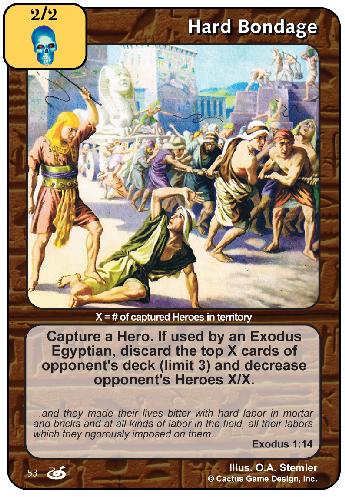 2/2
Hard Bondage
X = # of captured Heroes in territory
Capture a Hero. If used by an Exodus
Egyptian, discard the top X cards of
opponent's deck (limit 3) and decrease
opponent's Heroes X/X.
...and they made their lives bitter with hard labor in mortar
and bricks and at all kinds of labor in the field, all their labors
which they rigorously imposed on them.
Exodus 1:14
53
Illus. O.A. Stemler
© Cactus Game Design, Inc.